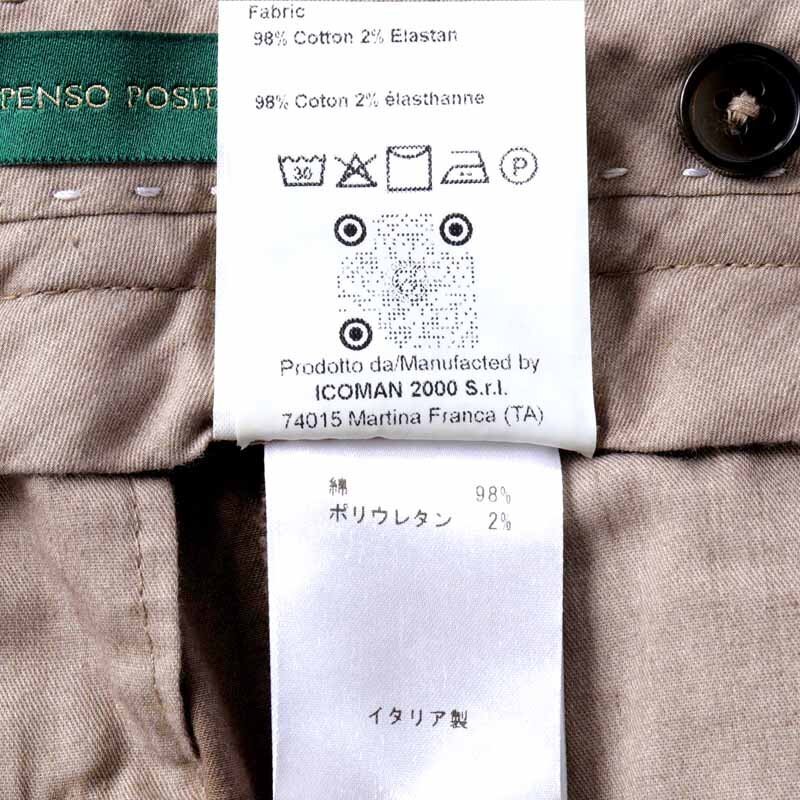 PENSO POSIT
Fabric
98% Cotton 2% Elastan
98% Coton 2% élasthanne
30
P
Prodotto da/Manufacted by
ICOMAN 2000 S.r.l.
74015 Martina Franca (TA)
綿 98%
ポリウレタン 2%
イタリア製